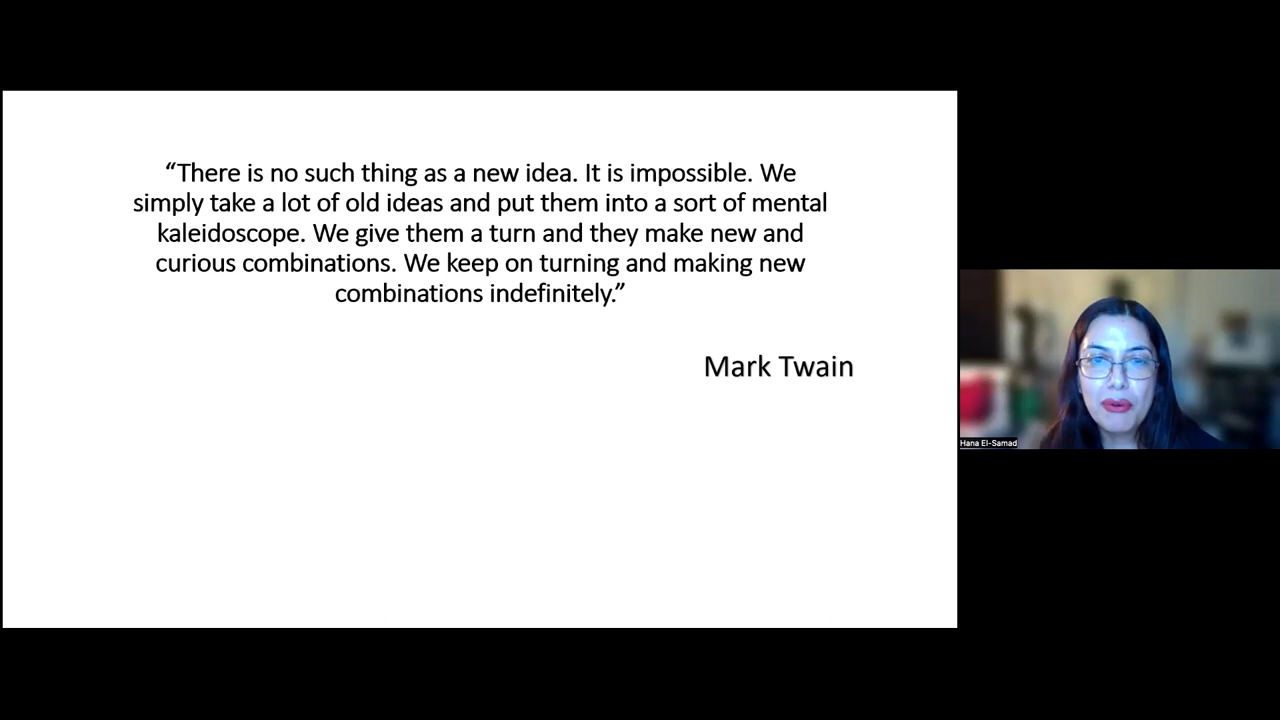 “There is no such thing as a new idea. It is impossible. We
simply take a lot of old ideas and put them into a sort of mental
kaleidoscope. We give them a turn and they make new and
curious combinations. We keep on turning and making new
combinations indefinitely.”
Mark Twain
Hana El-Samad